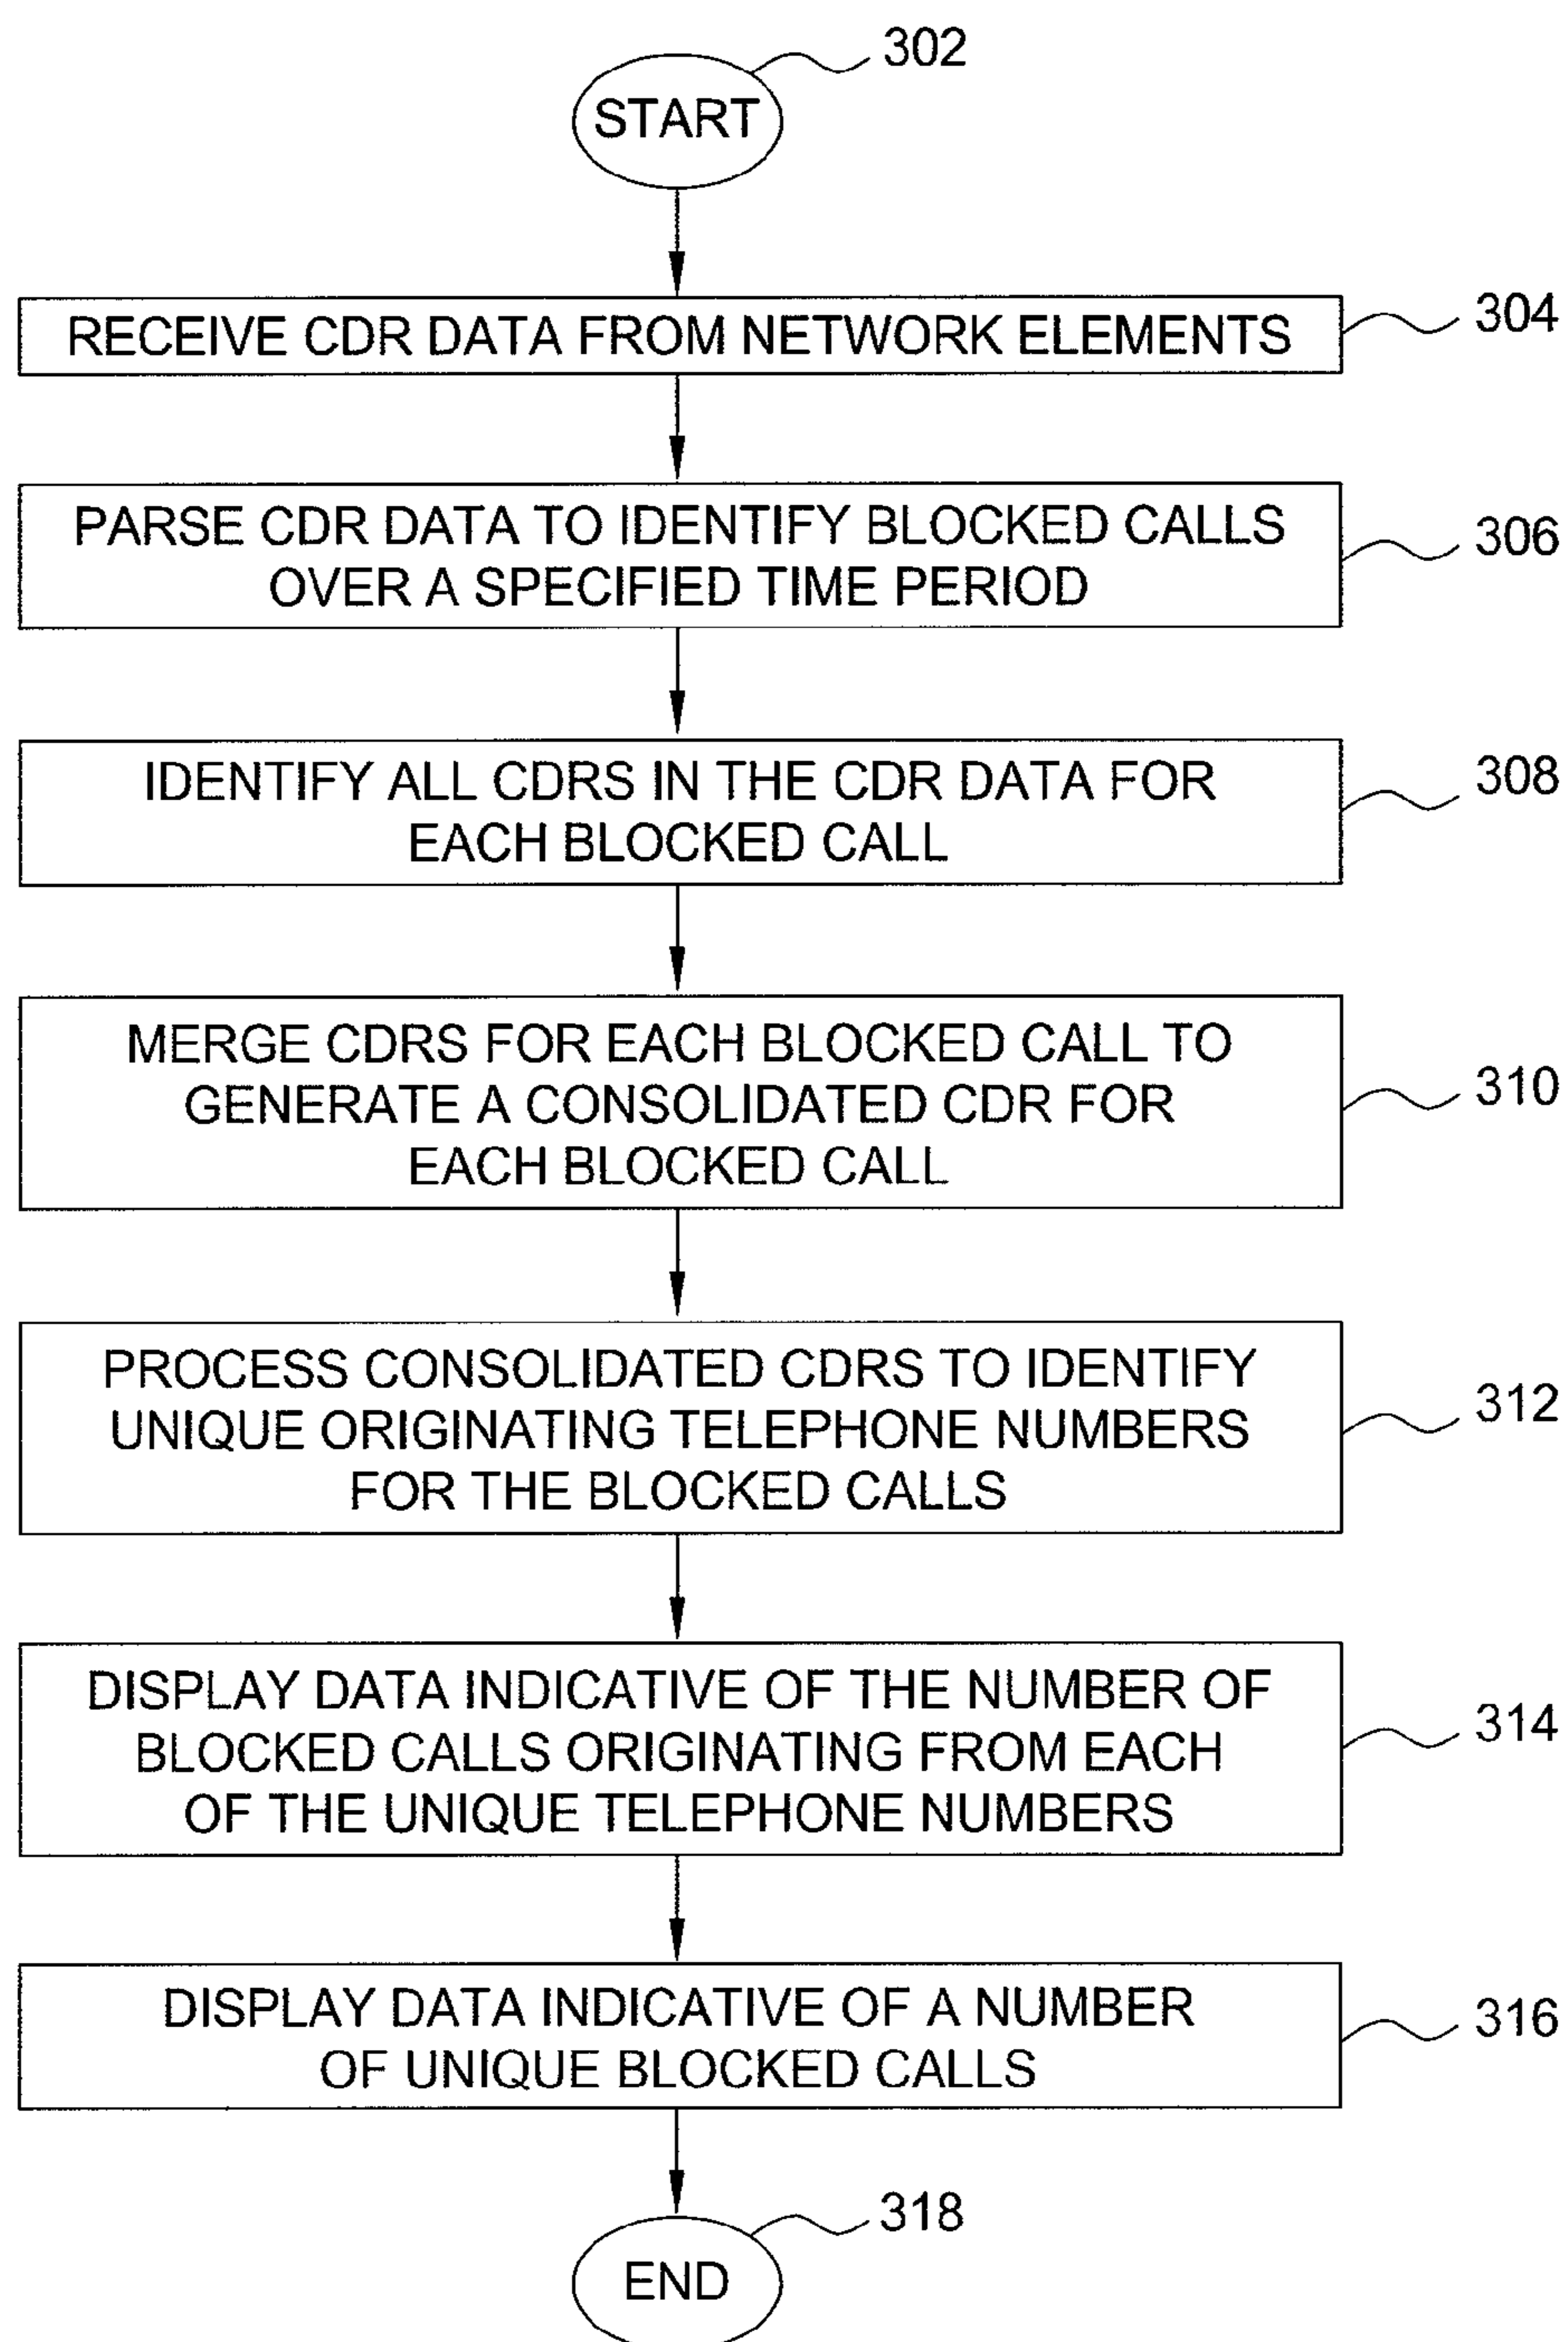 302
START
RECEIVE CDR DATA FROM NETWORK ELEMENTS
304
PARSE CDR DATA TO IDENTIFY BLOCKED CALLS
OVER A SPECIFIED TIME PERIOD
306
IDENTIFY ALL CDRS IN THE CDR DATA FOR
EACH BLOCKED CALL
308
MERGE CDRS FOR EACH BLOCKED CALL TO
GENERATE A CONSOLIDATED CDR FOR
EACH BLOCKED CALL
310
PROCESS CONSOLIDATED CDRS TO IDENTIFY
UNIQUE ORIGINATING TELEPHONE NUMBERS
FOR THE BLOCKED CALLS
312
DISPLAY DATA INDICATIVE OF THE NUMBER OF
BLOCKED CALLS ORIGINATING FROM EACH
OF THE UNIQUE TELEPHONE NUMBERS
314
DISPLAY DATA INDICATIVE OF A NUMBER
OF UNIQUE BLOCKED CALLS
316
318
END